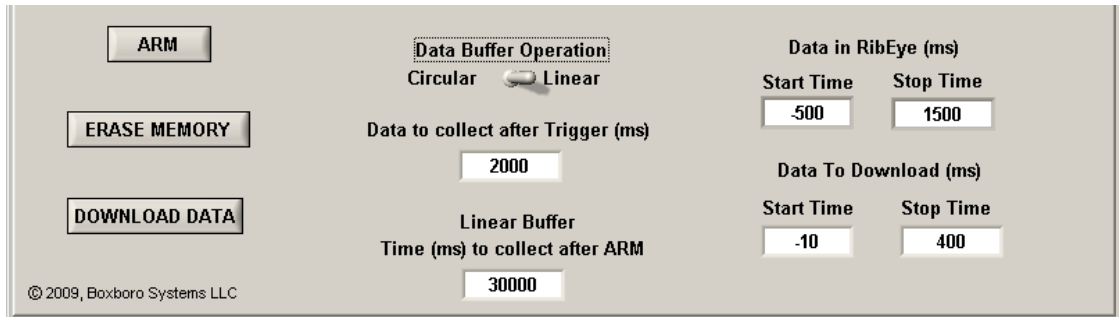 ARM
ERASE MEMORY
DOWNLOAD DATA
© 2009, Boxboro Systems LLC
Data Buffer Operation
Circular Linear
Data to collect after Trigger (ms)
2000
Linear Buffer
Time (ms) to collect after ARM
30000
Data in RibEye (ms)
Start Time Stop Time
-500 1500
Data To Download (ms)
Start Time Stop Time
-10 400